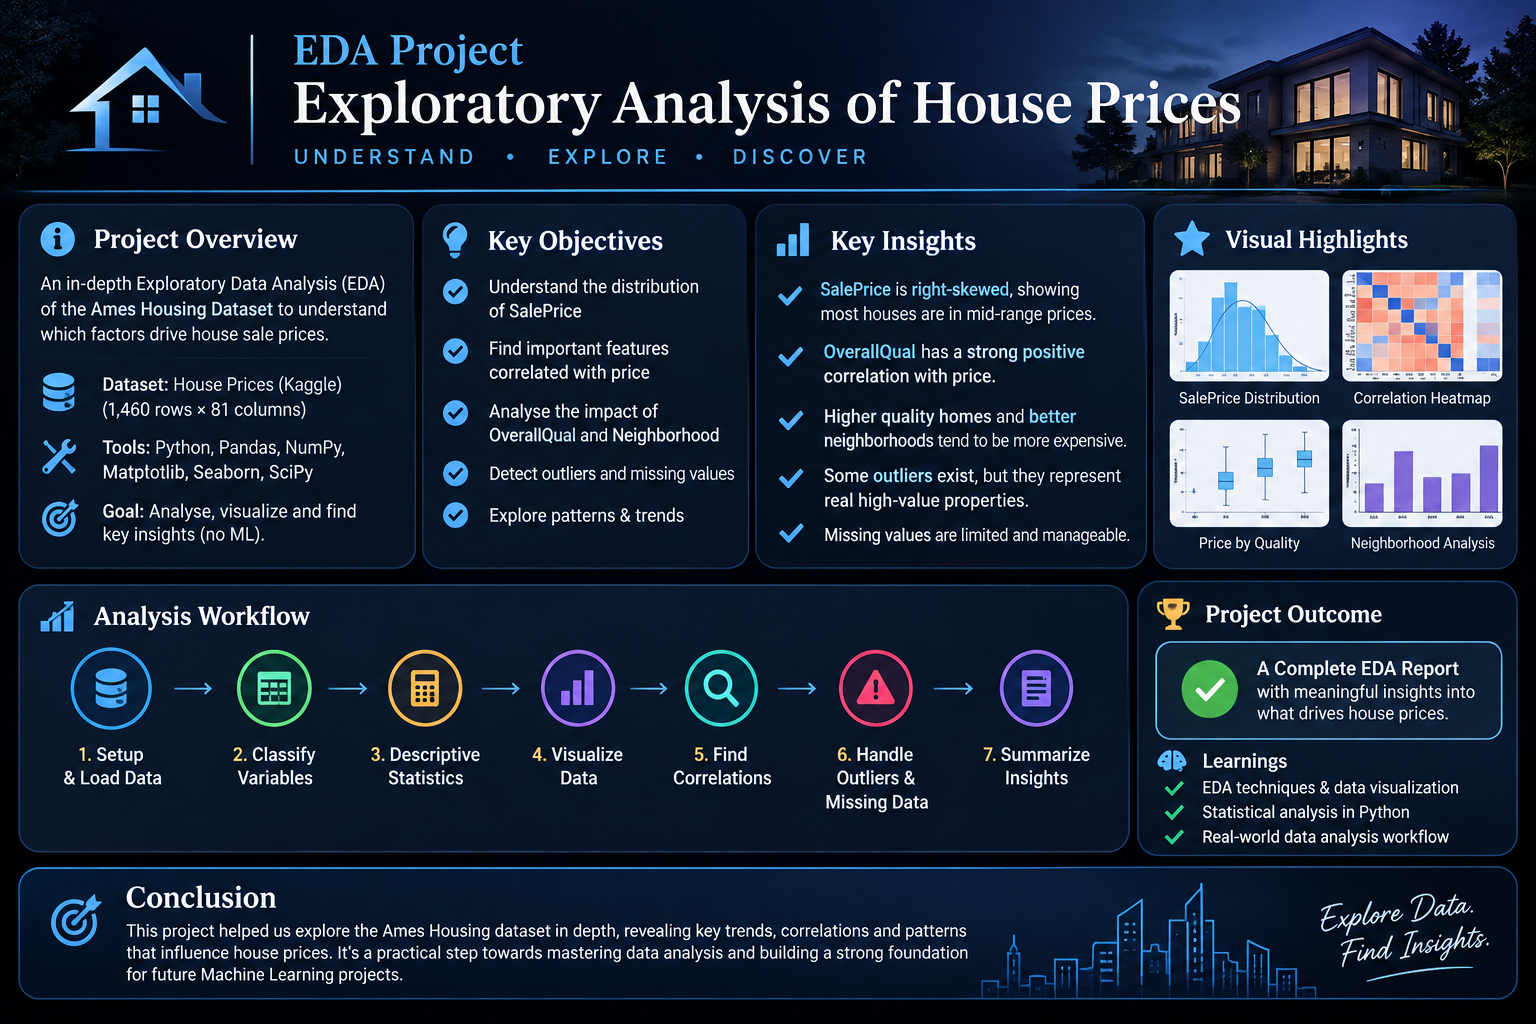 EDA Project
Exploratory Analysis of House Prices
UNDERSTAND • EXPLORE • DISCOVER
Project Overview
An in-depth Exploratory Data Analysis (EDA)
of the Ames Housing Dataset to understand
which factors drive house sale prices.
Dataset: House Prices (Kaggle)
(1,460 rows × 81 columns)
Tools: Python, Pandas, NumPy,
Matplotlib, Seaborn, SciPy
Goal: Analyse, visualize and find
key insights (no ML).
Key Objectives
Understand the distribution
of SalePrice
Find important features
correlated with price
Analyse the impact of
OverallQual and Neighborhood
Detect outliers and missing values
Explore patterns & trends
Key Insights
SalePrice is right-skewed, showing
most houses are in mid-range prices.
OverallQual has a strong positive
correlation with price.
Higher quality homes and better
neighborhoods tend to be more expensive.
Some outliers exist, but they represent
real high-value properties.
Missing values are limited and manageable.
Visual Highlights
SalePrice Distribution
Correlation Heatmap
Price by Quality
Neighborhood Analysis
Analysis Workflow
1. Setup
& Load Data
2. Classify
Variables
3. Descriptive
Statistics
4. Visualize
Data
5. Find
Correlations
6. Handle
Outliers &
Missing Data
7. Summarize
Insights
Project Outcome
A Complete EDA Report
with meaningful insights into
what drives house prices.
Learnings
EDA techniques & data visualization
Statistical analysis in Python
Real-world data analysis workflow
Conclusion
This project helped us explore the Ames Housing dataset in depth, revealing key trends, correlations and patterns
that influence house prices. It's a practical step towards mastering data analysis and building a strong foundation
for future Machine Learning projects.
Explore Data.
Find Insights.